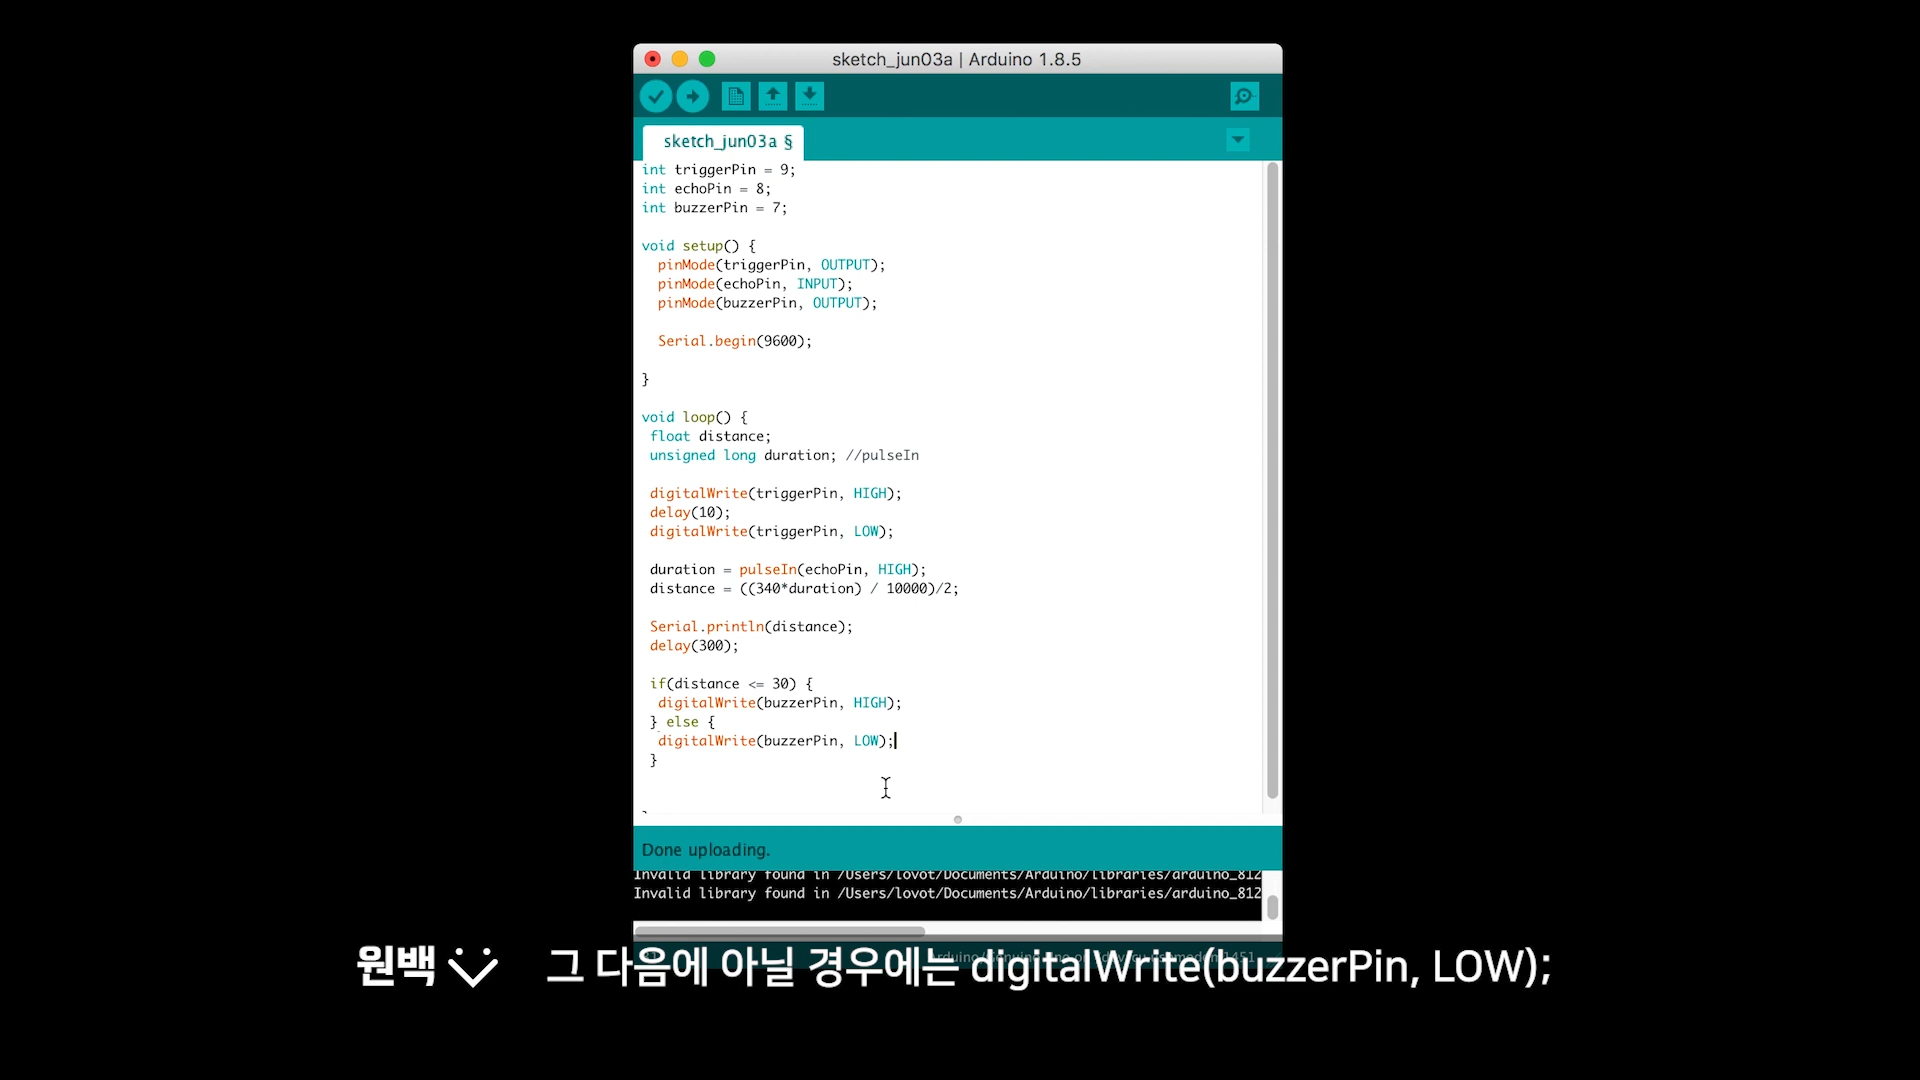 sketch_jun03a | Arduino 1.8.5
sketch_jun03a §
int triggerPin = 9;
int echoPin = 8;
int buzzerPin = 7;
void setup() {
pinMode(triggerPin, OUTPUT);
pinMode(echoPin, INPUT);
pinMode(buzzerPin, OUTPUT);
Serial.begin(9600);
}
void loop() {
float distance;
unsigned long duration; //pulseIn
digitalWrite(triggerPin, HIGH);
delay(10);
digitalWrite(triggerPin, LOW);
duration = pulseIn(echoPin, HIGH);
distance = ((340*duration) / 10000)/2;
Serial.println(distance);
delay(300);
if(distance <= 30) {
digitalWrite(buzzerPin, HIGH);
} else {
digitalWrite(buzzerPin, LOW);
}
Done uploading.
Invalid library found in /Users/lovot/Documents/Arduino/libraries/arduino_812
Invalid library found in /Users/lovot/Documents/Arduino/libraries/arduino_812
원백 그 다음에 아닐 경우에는 digitalWrite(buzzerPin, LOW);